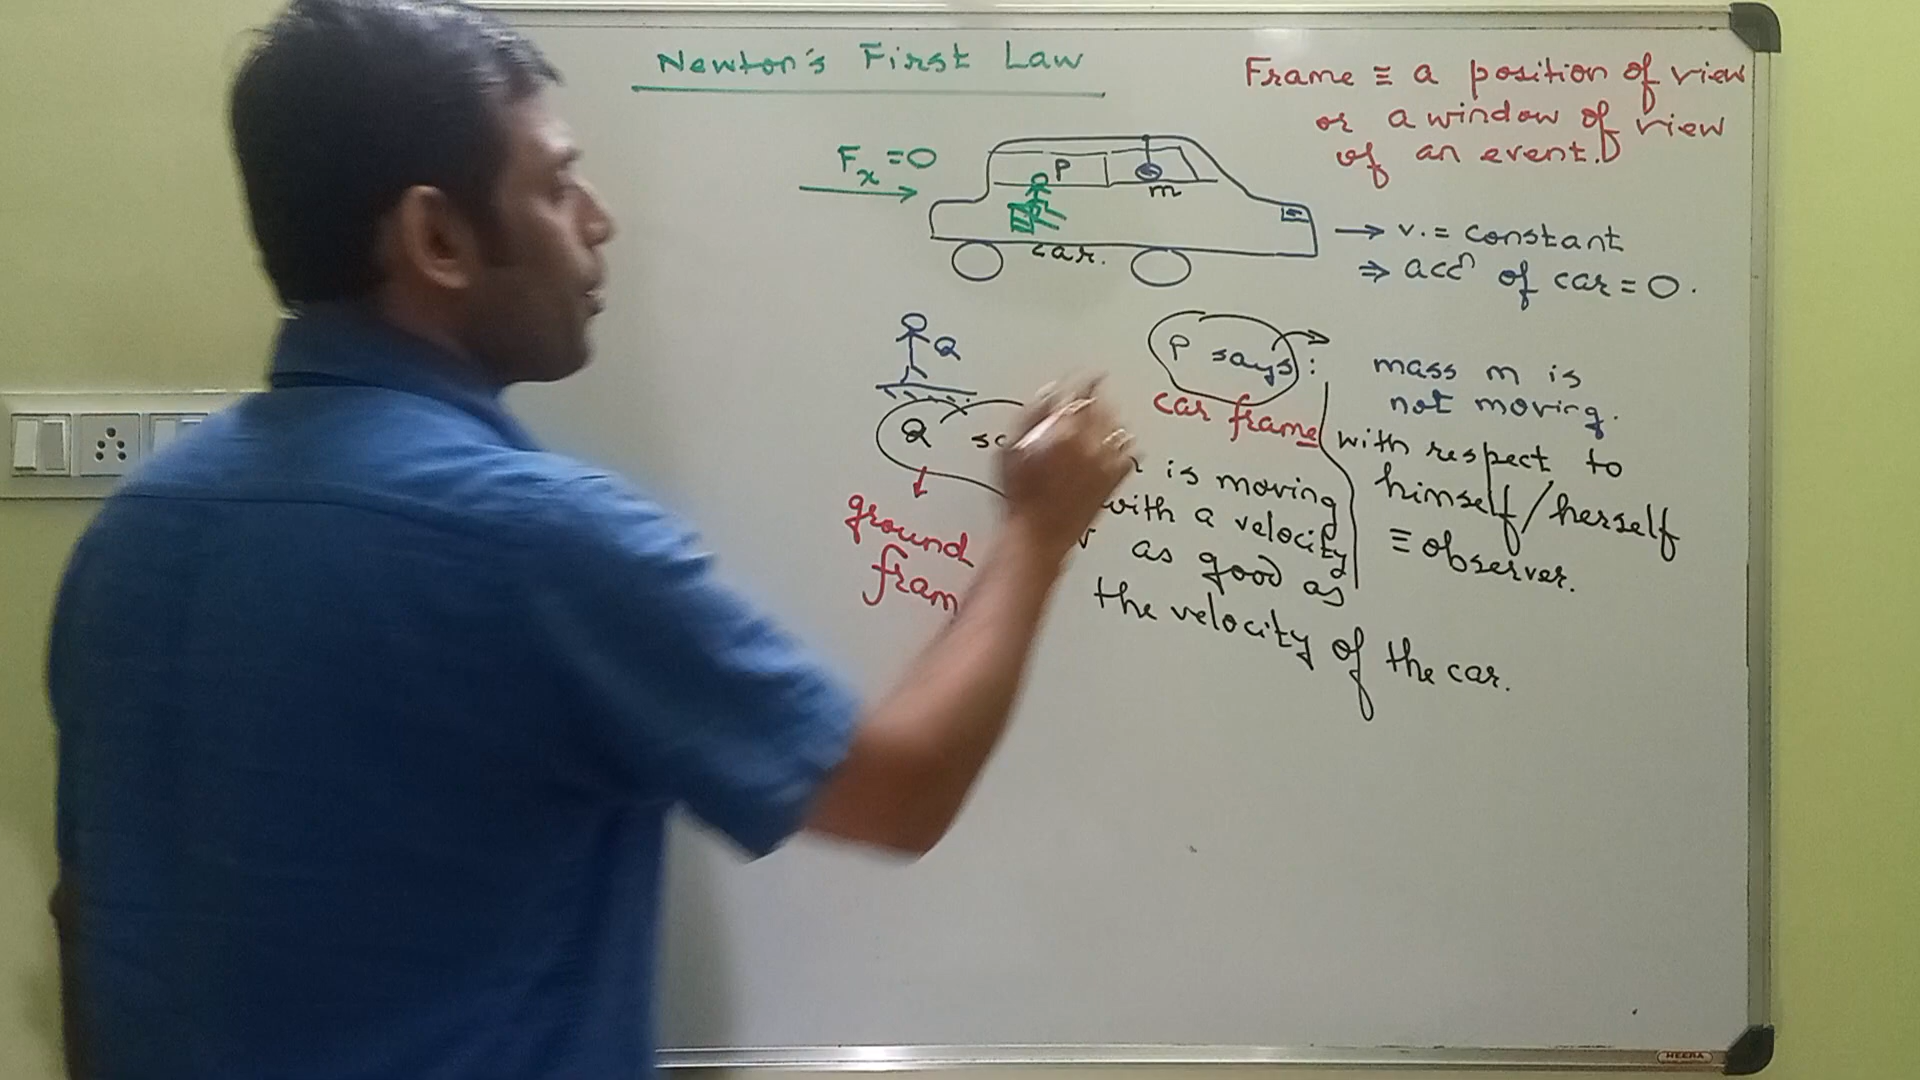 Newton's First Law
Frame ≡ a position of view
or a window of view
of an event.
Fx = 0
P
m
car.
→ v. = constant
⇒ accⁿ of car = 0.
Q
P says :
mass m is
not moving.
car frame
with respect to
himself/herself
≡ observer.
Q
ground
is moving
with a velocity
v as good as
the velocity of the car.
HEERA